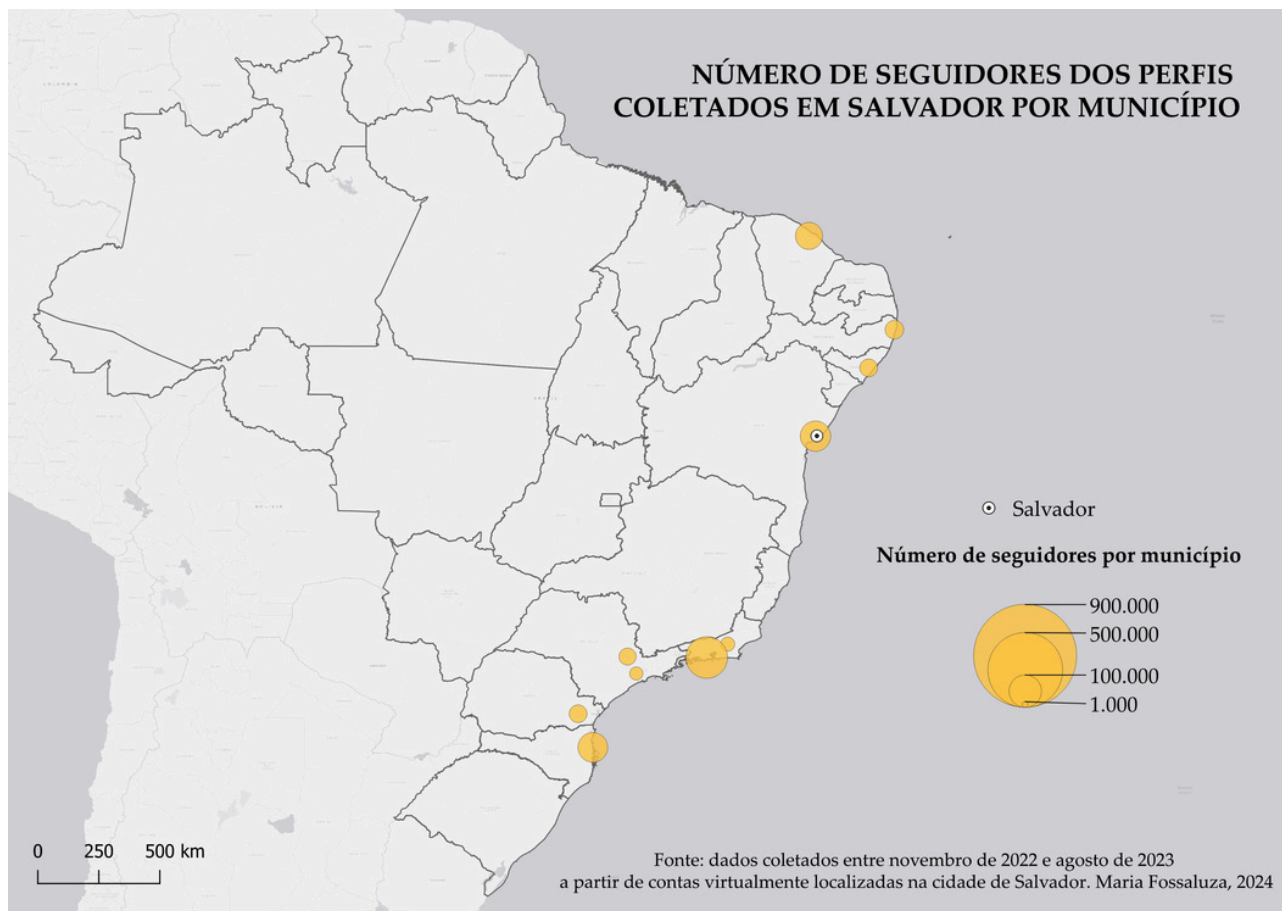 NÚMERO DE SEGUIDORES DOS PERFIS
COLETADOS EM SALVADOR POR MUNICÍPIO
Salvador
Número de seguidores por município
900.000
500.000
100.000
1.000
0 250 500 km
Fonte: dados coletados entre novembro de 2022 e agosto de 2023
a partir de contas virtualmente localizadas na cidade de Salvador. Maria Fossaluza, 2024